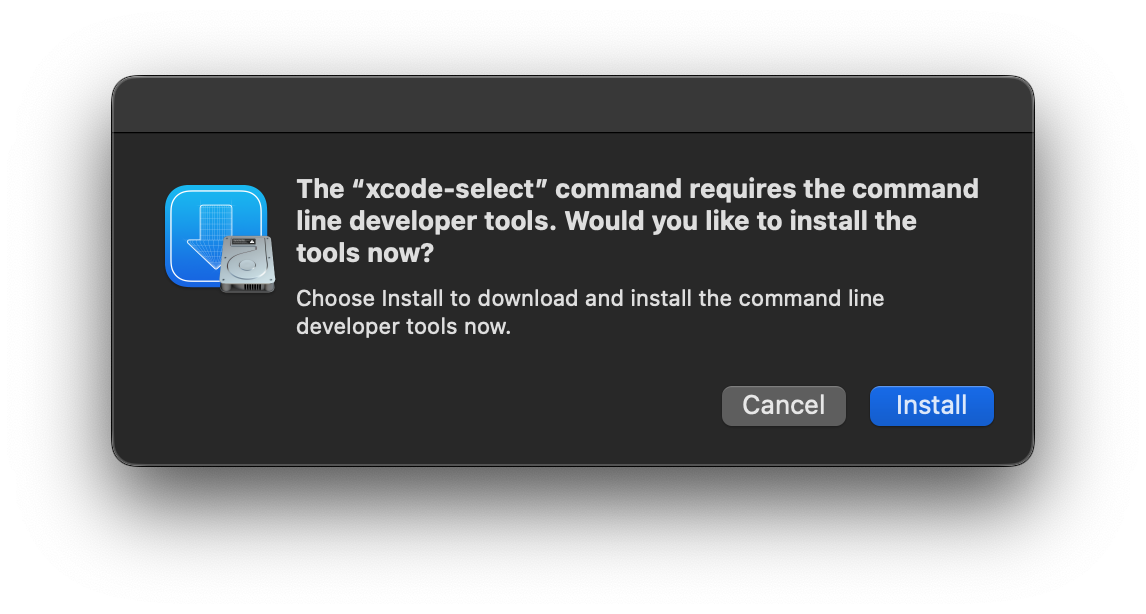 The “xcode-select” command requires the command
line developer tools. Would you like to install the
tools now?
Choose Install to download and install the command line
developer tools now.
Cancel
Install